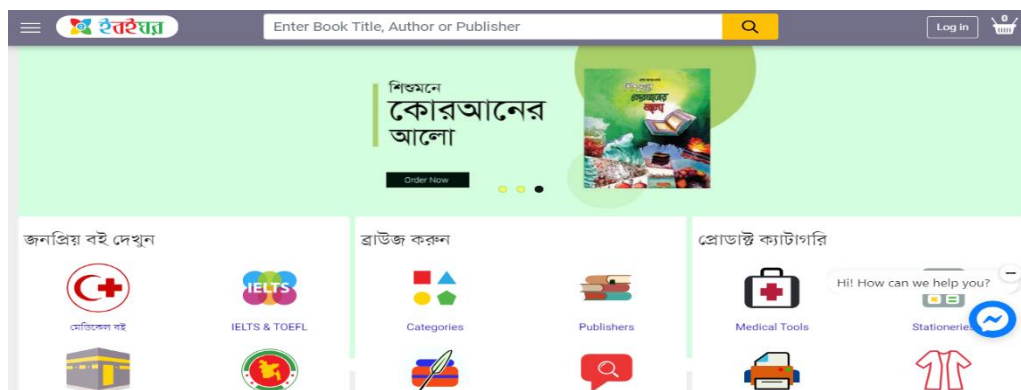 ইবইঘর
Enter Book Title, Author or Publisher
Log in
0
শিশুমনে
কোরআনের
আলো
Order Now
জনপ্রিয় বই দেখুন
ব্রাউজ করুন
প্রোডাক্ট ক্যাটাগরি
IELTS
Hi! How can we help you?
মেডিকেল বই
IELTS & TOEFL
Categories
Publishers
Medical Tools
Stationeries